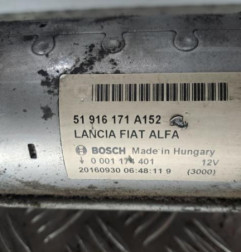 51 916 171 A152
LANCIA FIAT ALFA
BOSCH Made in Hungary
0 001 174 401 12V
20160930 06:48:11 9 (3000)